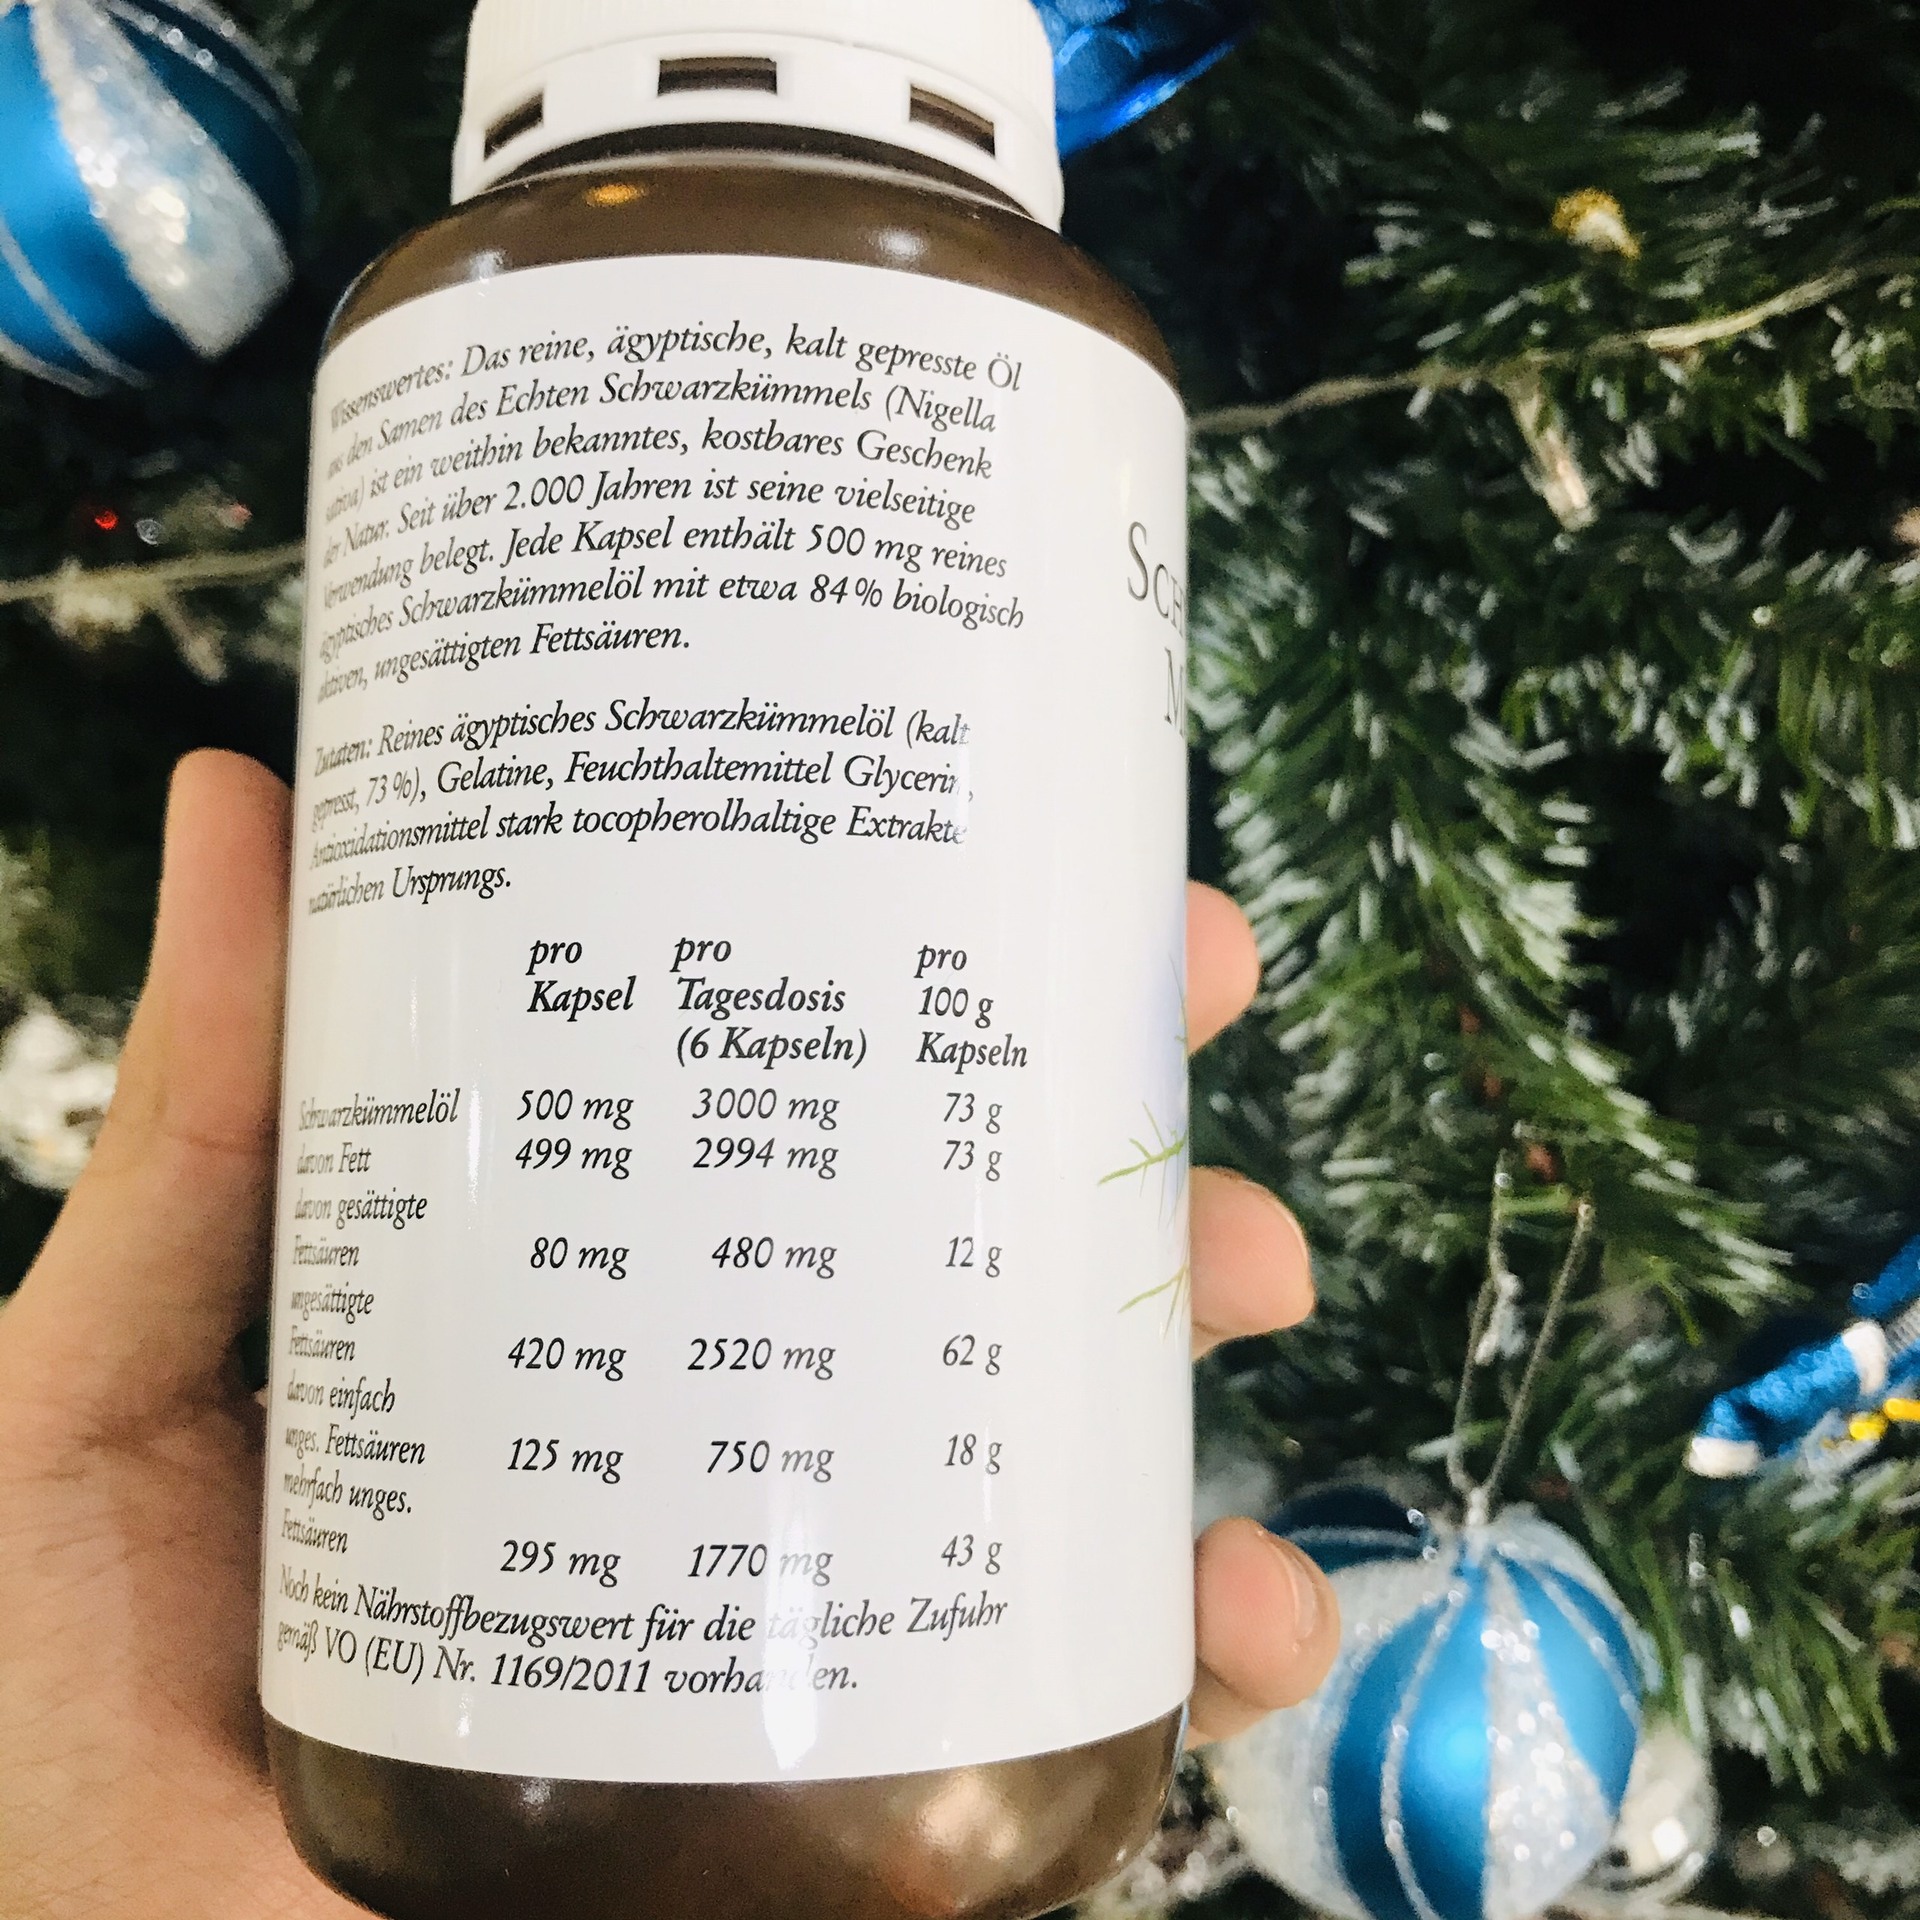 Wissenswertes: Das reine, ägyptische, kalt gepresste Öl
aus den Samen des Echten Schwarzkümmels (Nigella
sativa) ist ein weithin bekanntes, kostbares Geschenk
der Natur. Seit über 2.000 Jahren ist seine vielseitige
Verwendung belegt. Jede Kapsel enthält 500 mg reines
ägyptisches Schwarzkümmelöl mit etwa 84 % biologisch
aktiven, ungesättigten Fettsäuren.
Zutaten: Reines ägyptisches Schwarzkümmelöl (kalt
gepresst, 73 %), Gelatine, Feuchthaltemittel Glycerin,
Antioxidationsmittel stark tocopherolhaltige Extrakte
natürlichen Ursprungs.
pro pro pro
Kapsel Tagesdosis 100 g
(6 Kapseln) Kapseln
Schwarzkümmelöl 500 mg 3000 mg 73 g
davon Fett 499 mg 2994 mg 73 g
davon gesättigte
Fettsäuren 80 mg 480 mg 12 g
ungesättigte
Fettsäuren 420 mg 2520 mg 62 g
davon einfach
unges. Fettsäuren 125 mg 750 mg 18 g
mehrfach unges.
Fettsäuren 295 mg 1770 mg 43 g
Noch kein Nährstoffbezugswert für die tägliche Zufuhr
gemäß VO (EU) Nr. 1169/2011 vorhanden.